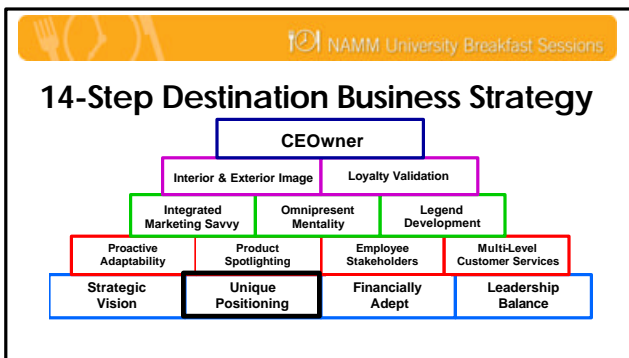 NAMM University Breakfast Sessions
14-Step Destination Business Strategy
CEOwner
Interior & Exterior Image
Loyalty Validation
Integrated
Marketing Savvy
Omnipresent
Mentality
Legend
Development
Proactive
Adaptability
Product
Spotlighting
Employee
Stakeholders
Multi-Level
Customer Services
Strategic
Vision
Unique
Positioning
Financially
Adept
Leadership
Balance